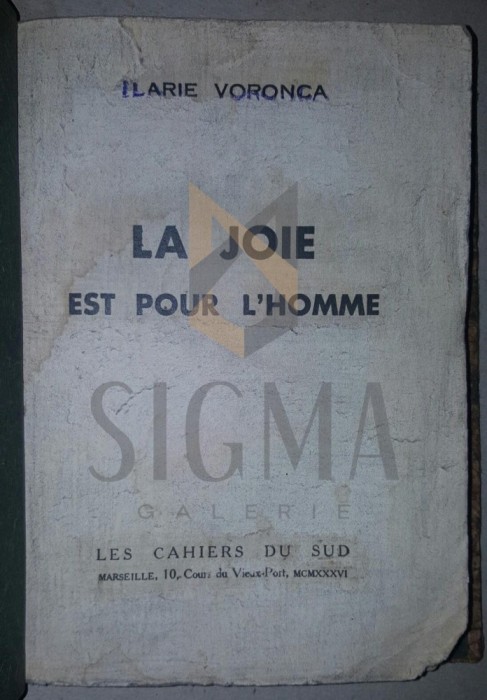 ILARIE VORONCA
LA JOIE
EST POUR L'HOMME
SIGMA
GALERIE
LES CAHIERS DU SUD
MARSEILLE, 10, Cours du Vieux-Port, MCMXXXVI